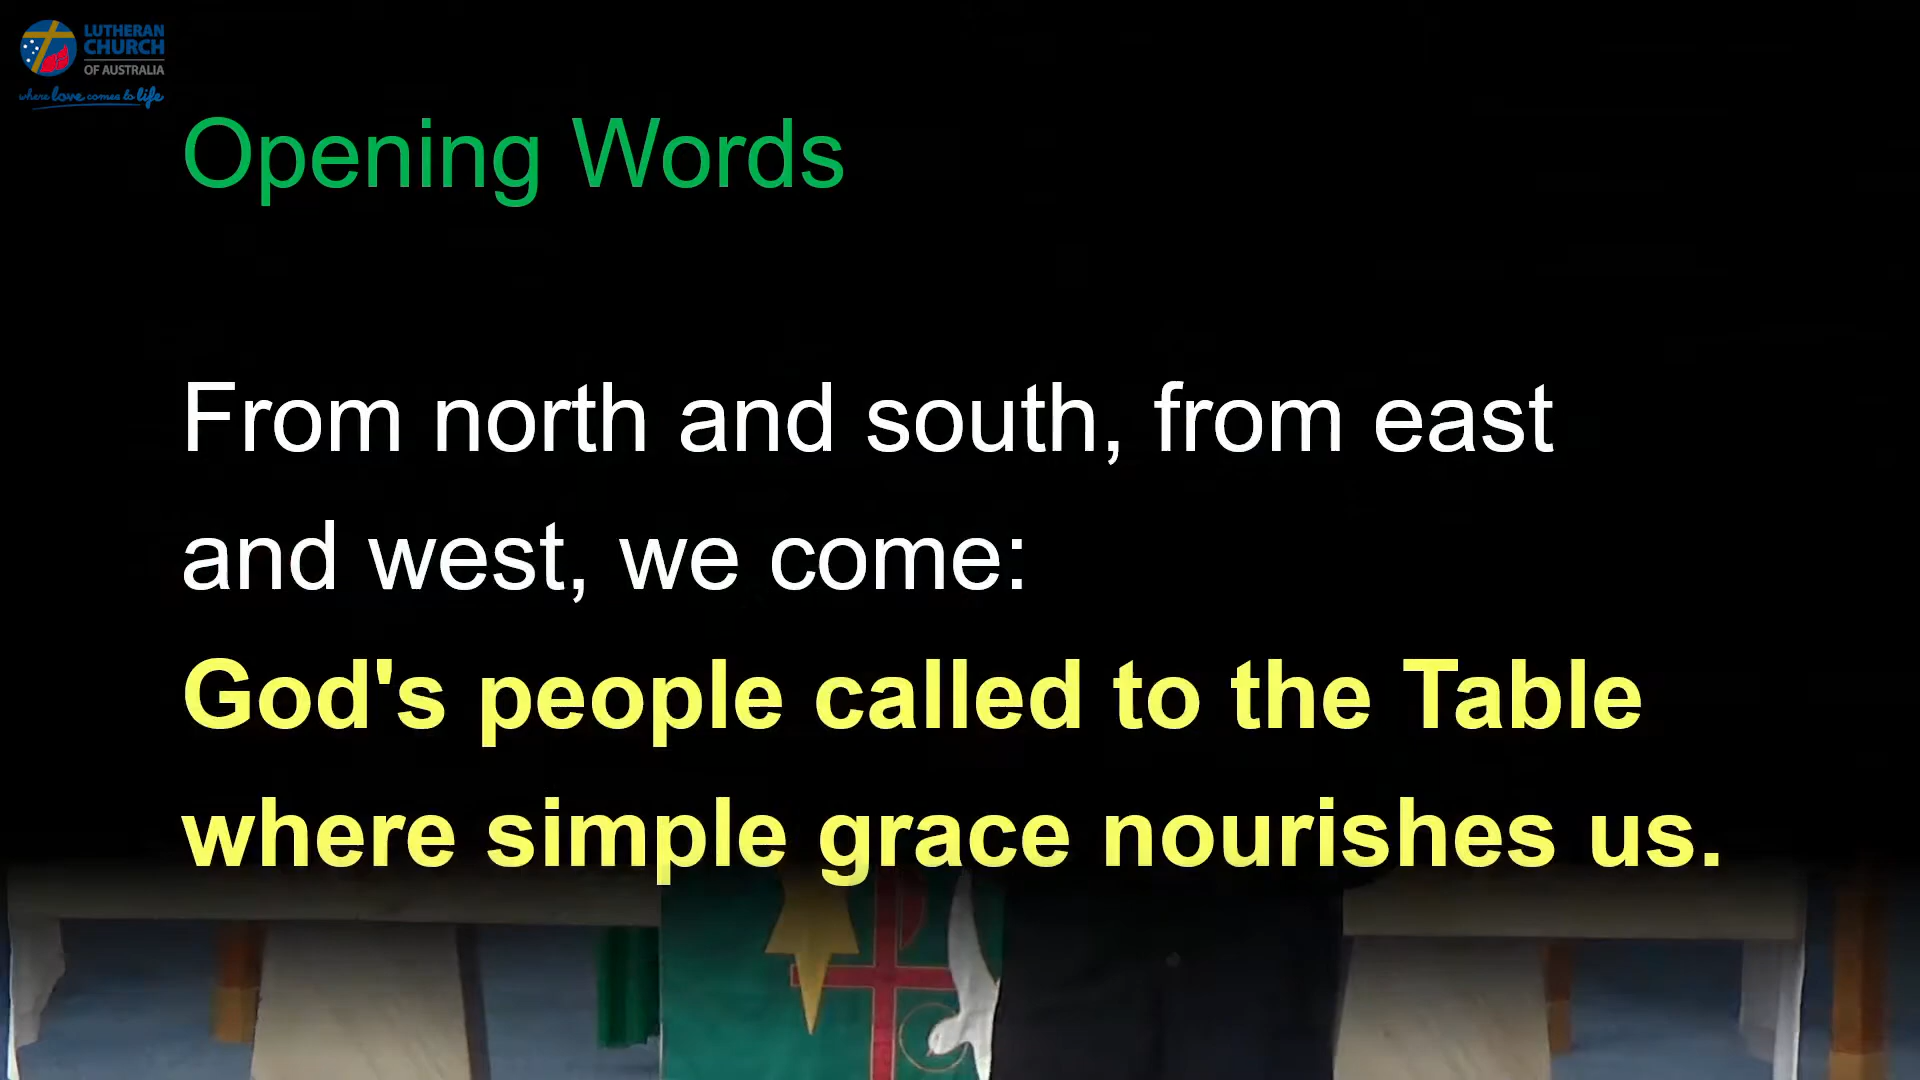 LUTHERAN
CHURCH
OF AUSTRALIA
where love comes to life
Opening Words
From north and south, from east
and west, we come:
God's people called to the Table
where simple grace nourishes us.